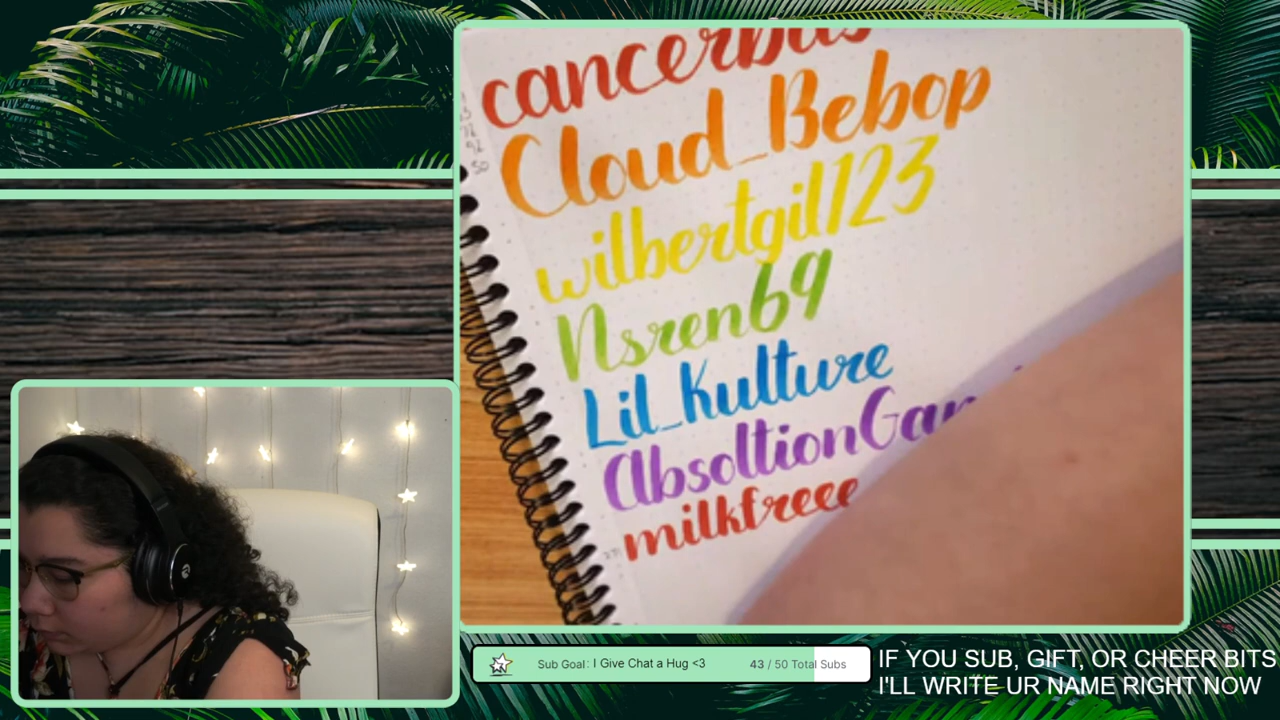 Cloud_Bebop
wilbertgil123
Nsren69
Lil_Kulture
milkfreee
Sub Goal: I Give Chat a Hug <3 43 / 50 Total Subs
IF YOU SUB, GIFT, OR CHEER BITS
I'LL WRITE UR NAME RIGHT NOW